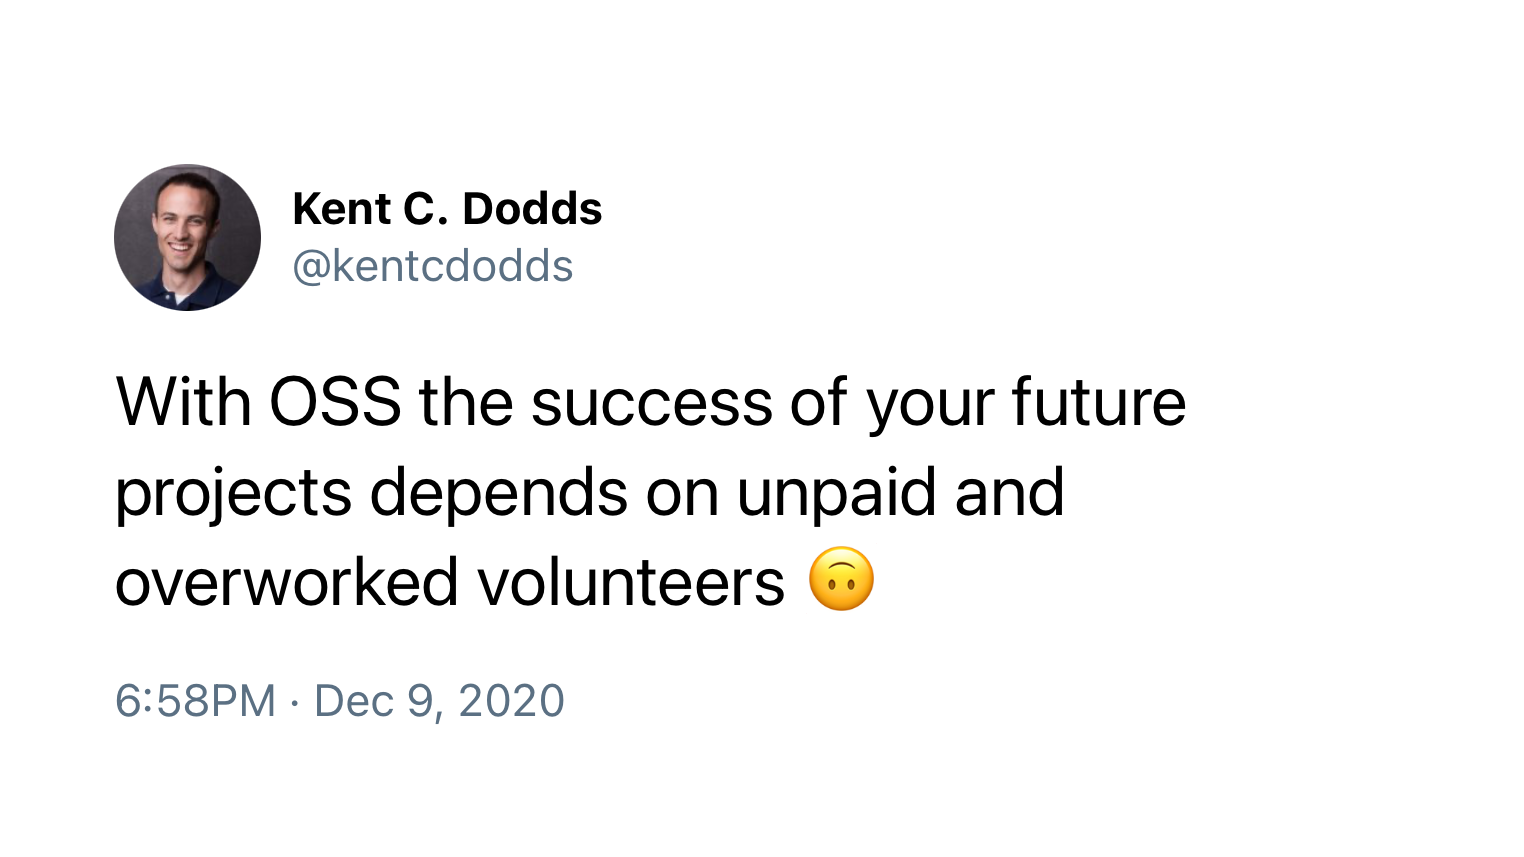 Kent C. Dodds
@kentcdodds
With OSS the success of your future
projects depends on unpaid and
overworked volunteers 🙃
6:58PM · Dec 9, 2020